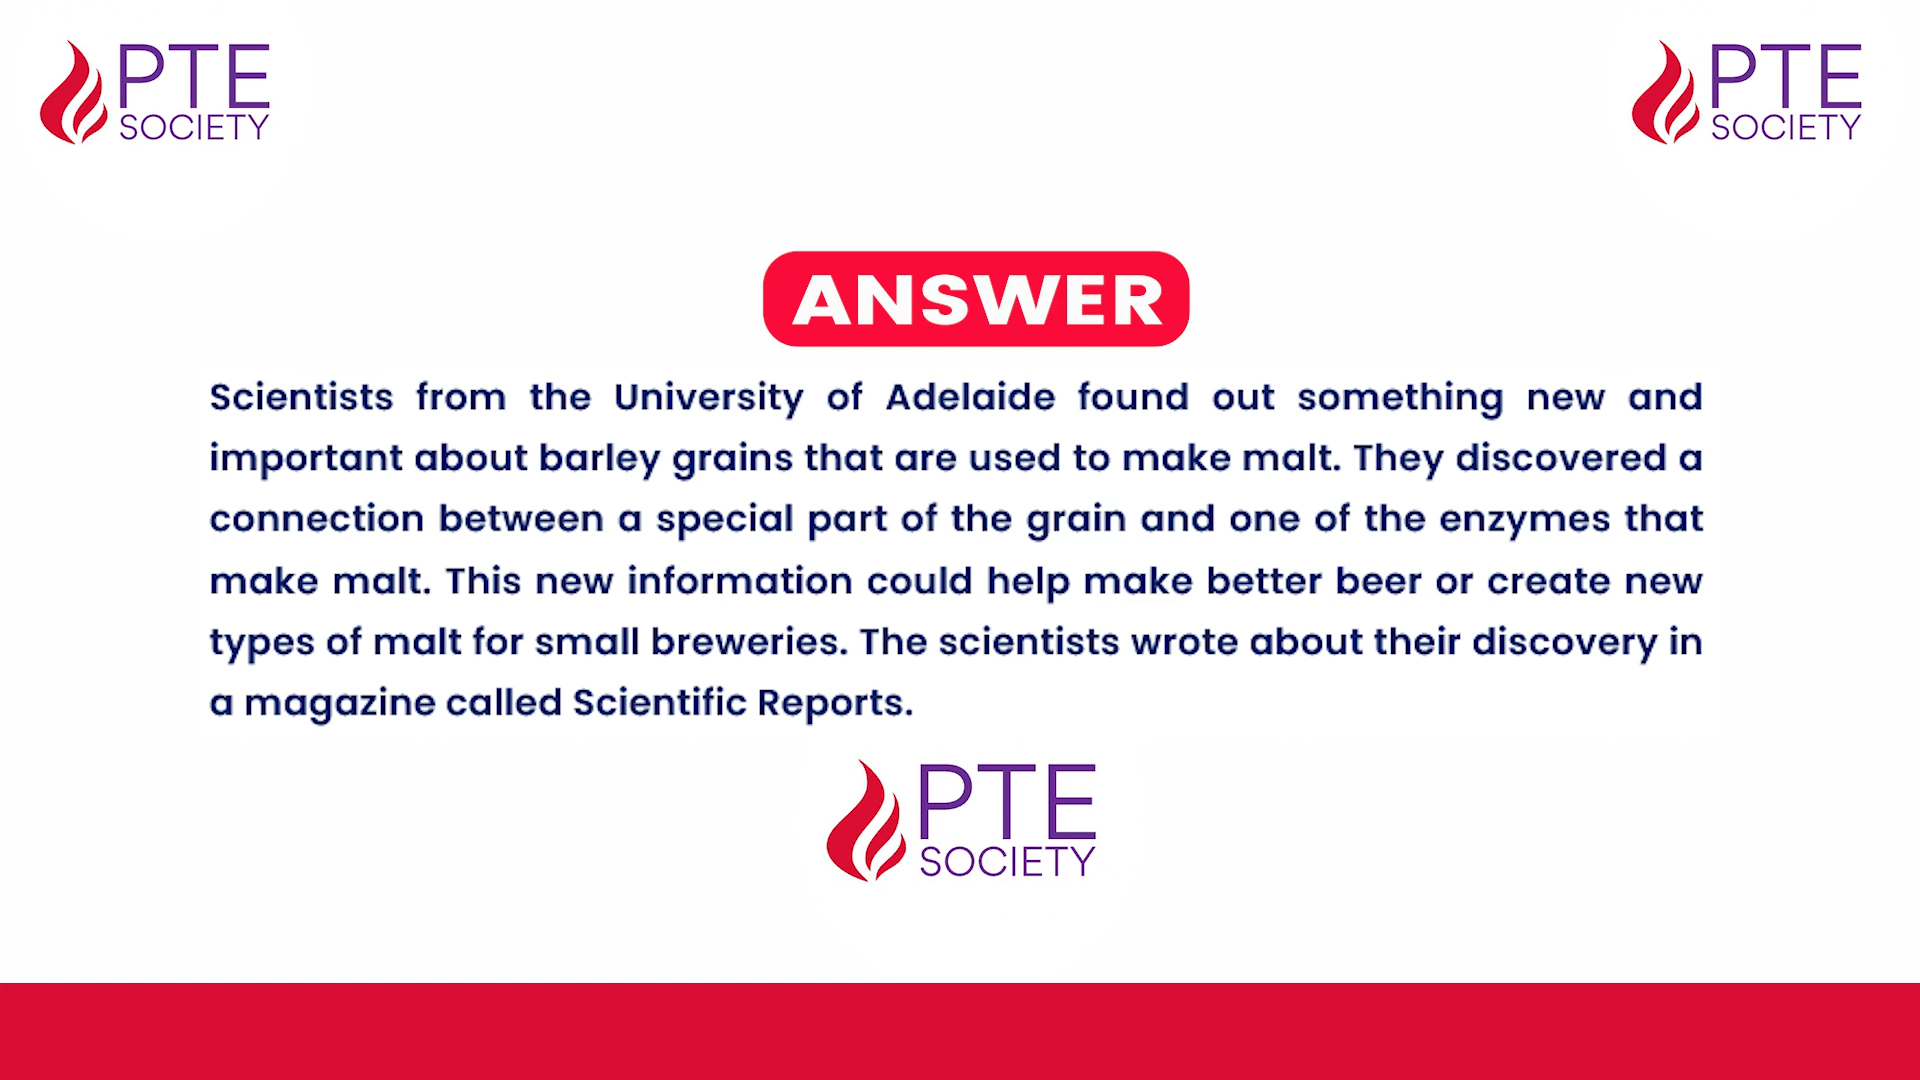 PTE
SOCIETY
PTE
SOCIETY
ANSWER
Scientists from the University of Adelaide found out something new and
important about barley grains that are used to make malt. They discovered a
connection between a special part of the grain and one of the enzymes that
make malt. This new information could help make better beer or create new
types of malt for small breweries. The scientists wrote about their discovery in
a magazine called Scientific Reports.
PTE
SOCIETY